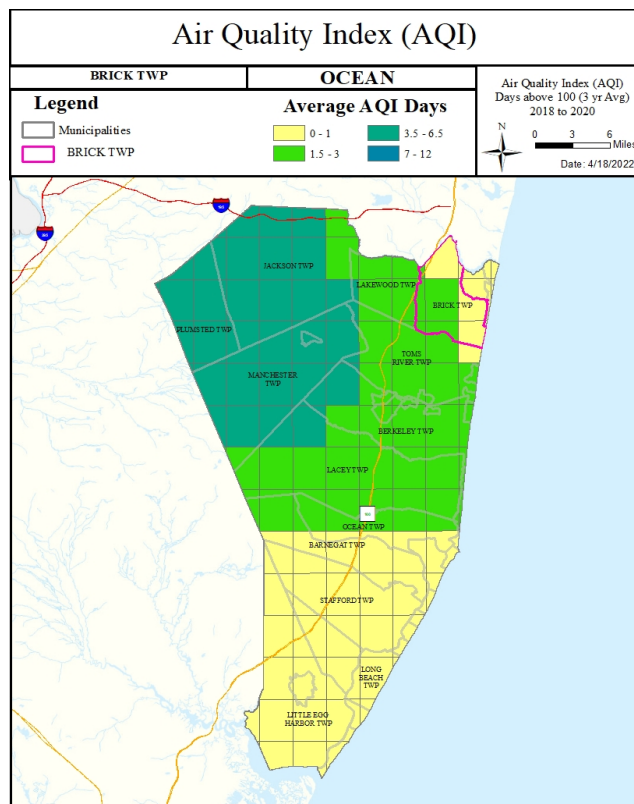 Air Quality Index (AQI)
BRICK TWP
OCEAN
Legend
Municipalities
BRICK TWP
Average AQI Days
0 - 1
1.5 - 3
3.5 - 6.5
7 - 12
Air Quality Index (AQI)
Days above 100 (3 yr Avg)
2018 to 2020
N
0 3 6
Miles
Date: 4/18/2022
JACKSON TWP
LAKEWOOD TWP
BRICK TWP
PLUMSTED TWP
TOMS
RIVER TWP
MANCHESTER
TWP
BERKELEY TWP
LACEY TWP
OCEAN TWP
BARNEGAT TWP
STAFFORD TWP
LONG
BEACH
TWP
LITTLE EGG
HARBOR TWP